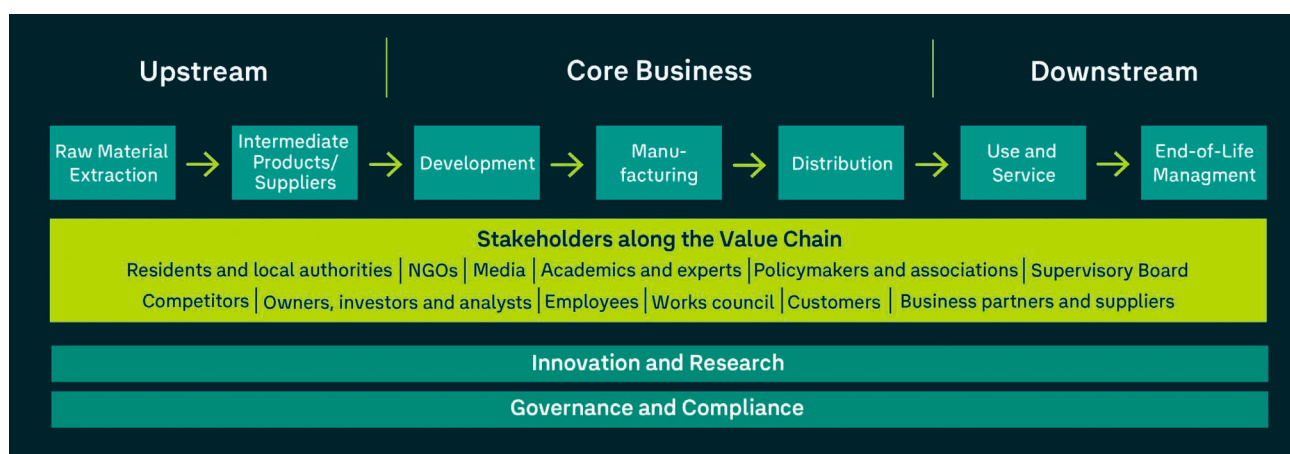 Upstream
Core Business
Downstream
Raw Material
Extraction
Intermediate
Products/
Suppliers
Development
Manu-
facturing
Distribution
Use and
Service
End-of-Life
Managment
Stakeholders along the Value Chain
Residents and local authorities | NGOs | Media | Academics and experts | Policymakers and associations | Supervisory Board
Competitors | Owners, investors and analysts | Employees | Works council | Customers | Business partners and suppliers
Innovation and Research
Governance and Compliance